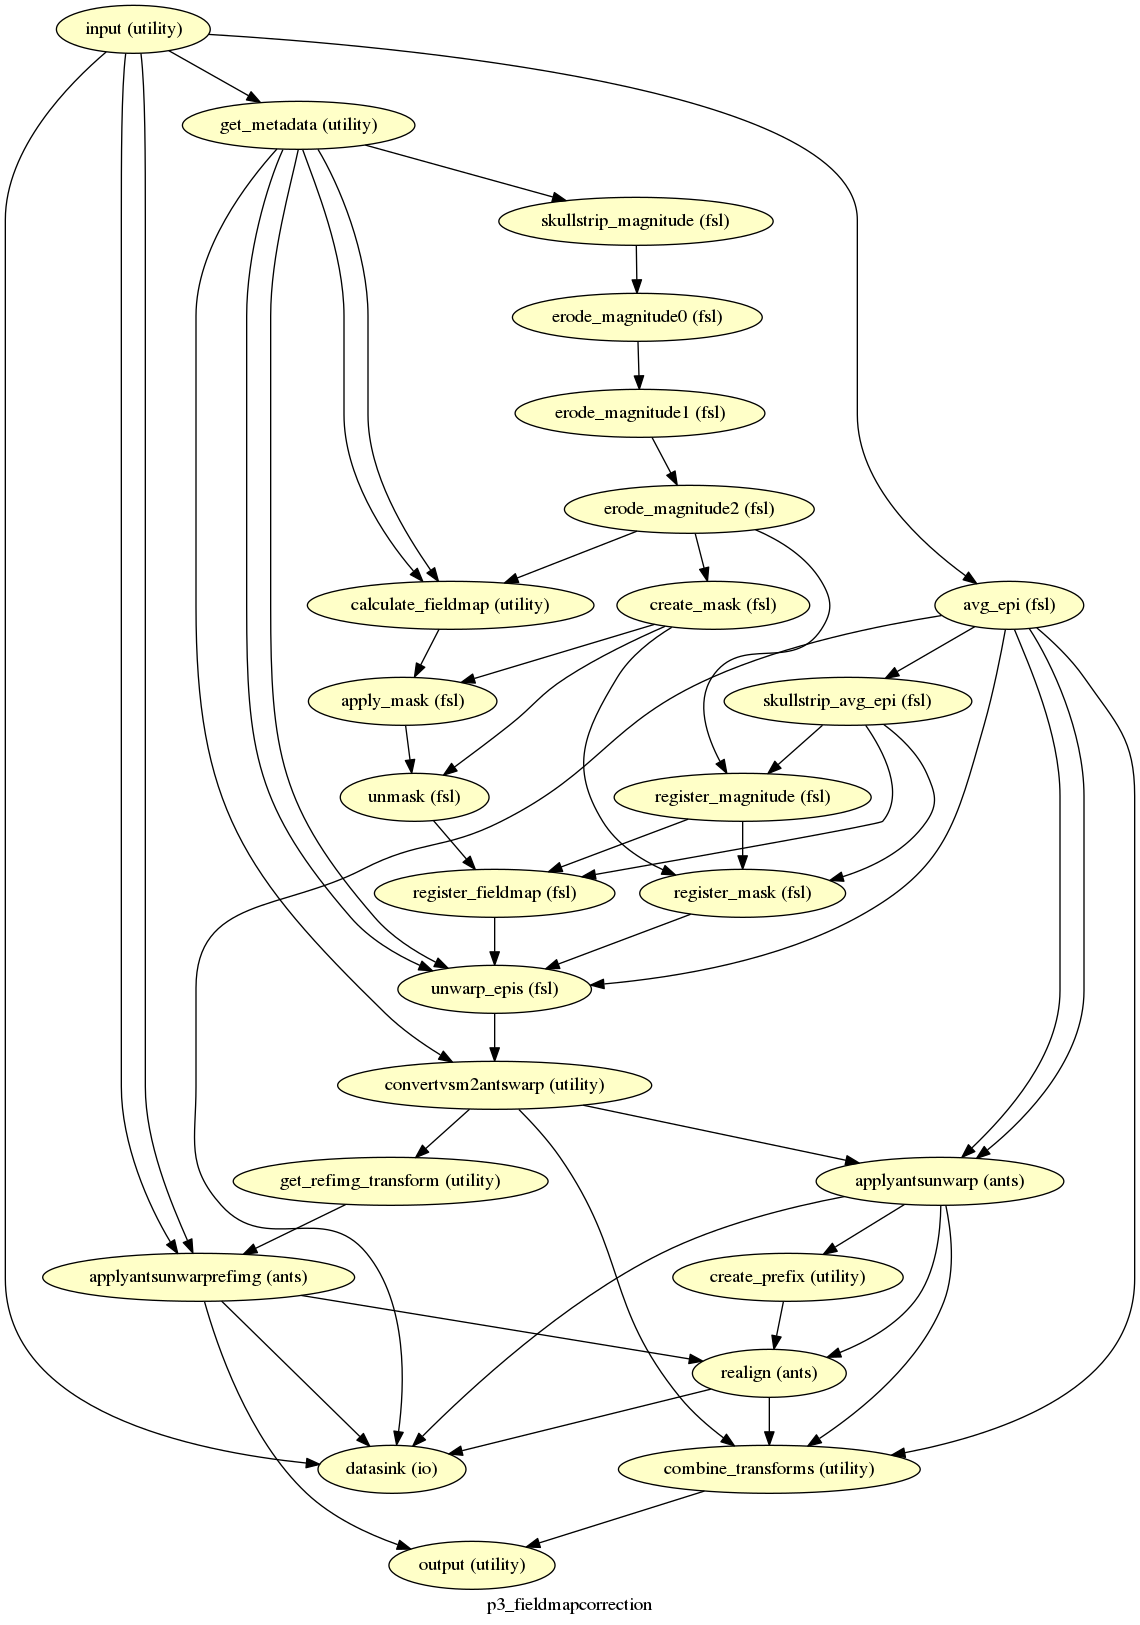 input (utility)
get_metadata (utility)
skullstrip_magnitude (fsl)
erode_magnitude0 (fsl)
erode_magnitude1 (fsl)
erode_magnitude2 (fsl)
calculate_fieldmap (utility)
create_mask (fsl)
avg_epi (fsl)
apply_mask (fsl)
skullstrip_avg_epi (fsl)
unmask (fsl)
register_magnitude (fsl)
register_fieldmap (fsl)
register_mask (fsl)
unwarp_epis (fsl)
convertvsm2antswarp (utility)
get_refimg_transform (utility)
applyantsunwarp (ants)
applyantsunwarprefimg (ants)
create_prefix (utility)
realign (ants)
datasink (io)
combine_transforms (utility)
output (utility)
p3_fieldmapcorrection